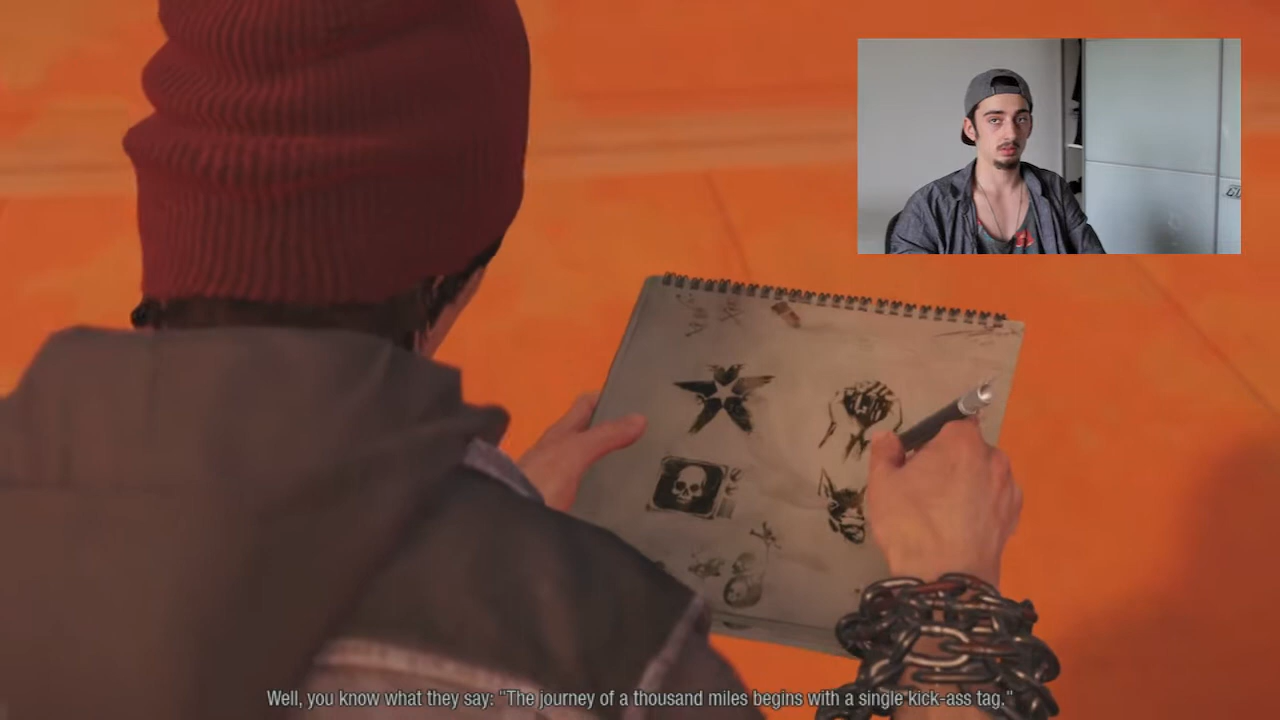 Well, you know what they say: "The journey of a thousand miles begins with a single kick-ass tag."